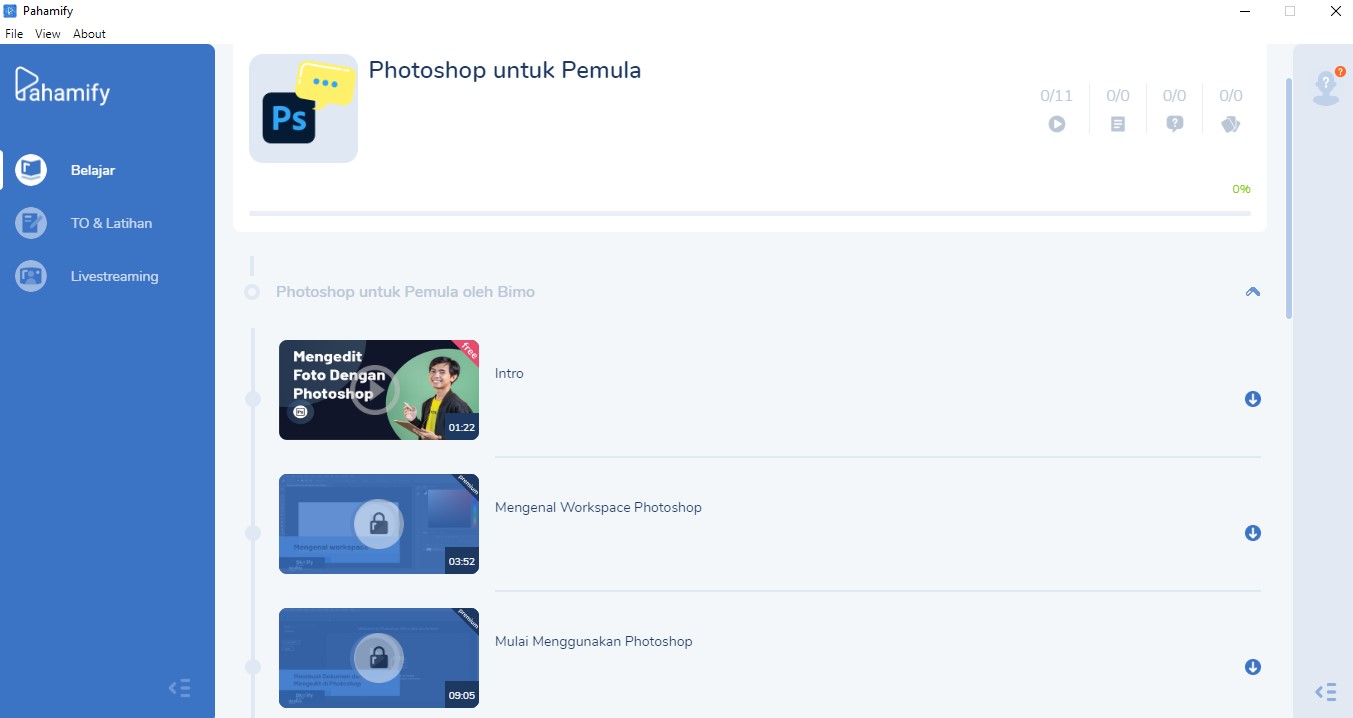 Pahamify
File View About
Pahamify
Belajar
TO & Latihan
Livestreaming
Ps
Photoshop untuk Pemula
0/11 0/0 0/0 0/0
?
?
?
0%
Photoshop untuk Pemula oleh Bimo
Mengedit
Foto Dengan
Photoshop
Ps
free
01:22
Intro
premium
Mengenal workspace
03:52
Mengenal Workspace Photoshop
premium
09:05
Mulai Menggunakan Photoshop